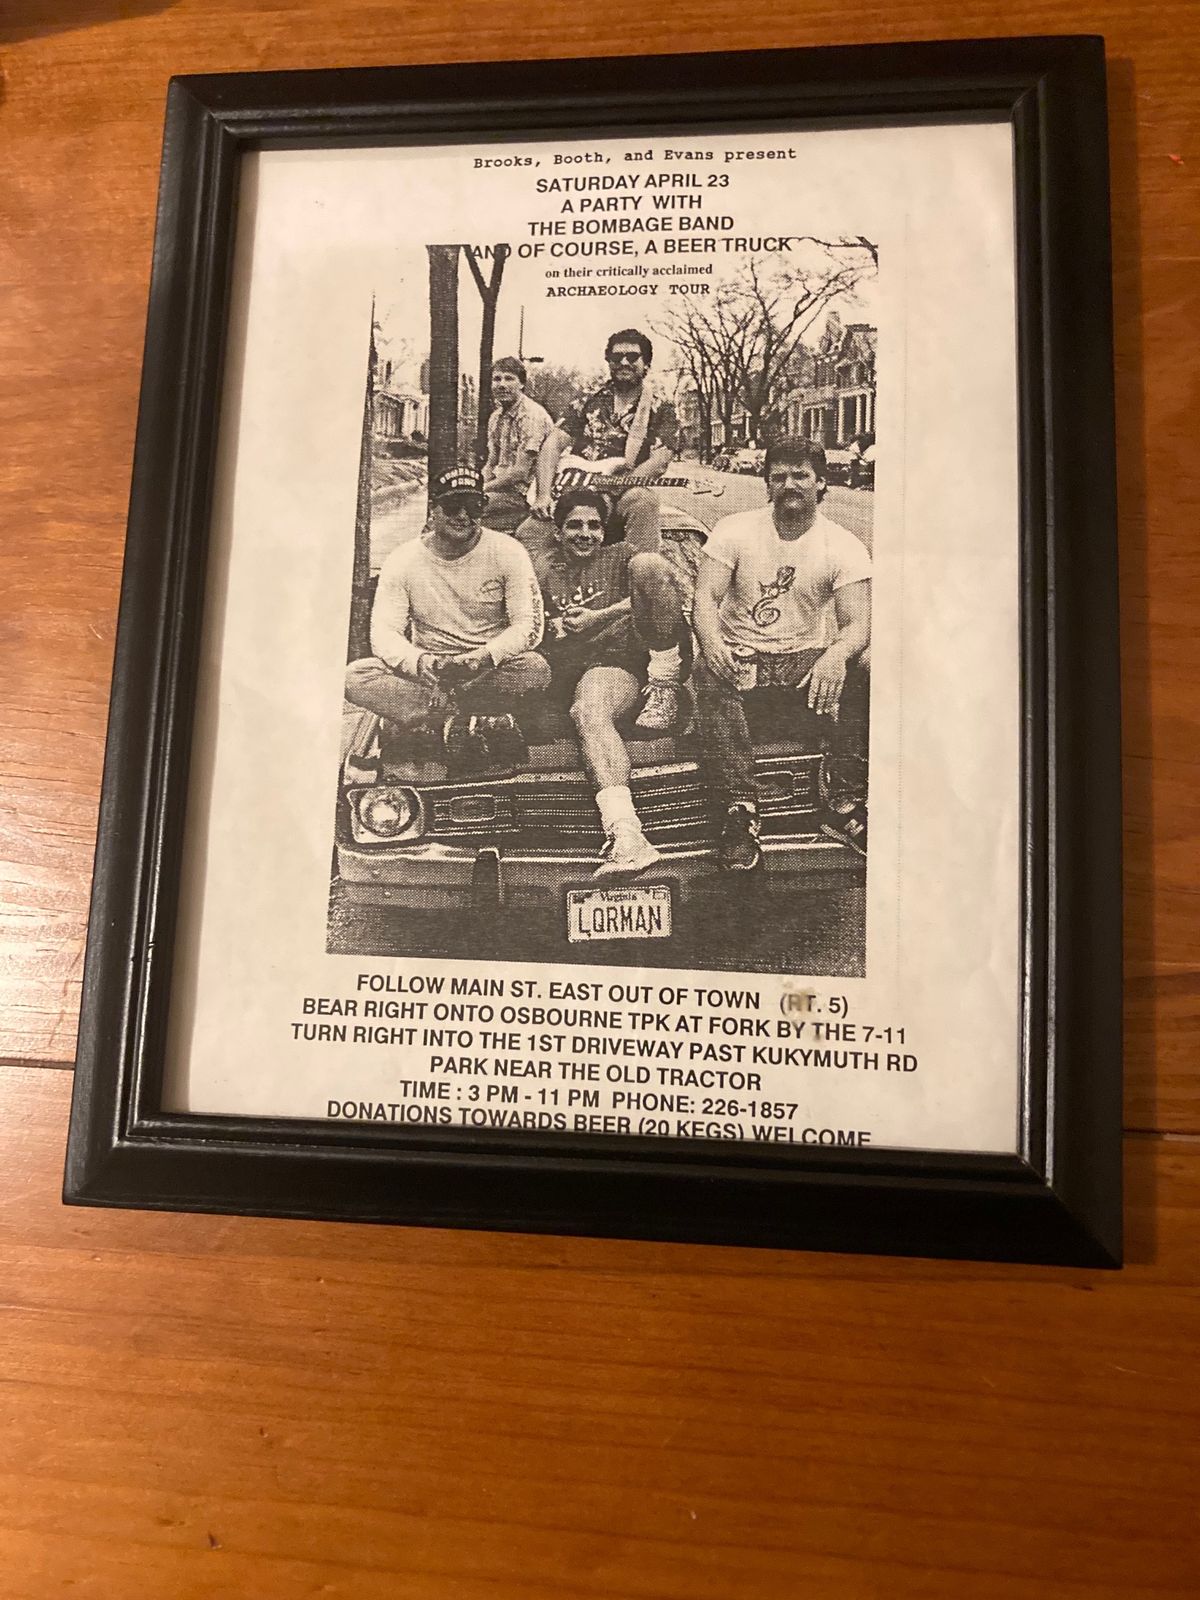 Brooks, Booth, and Evans present
SATURDAY APRIL 23
A PARTY WITH
THE BOMBAGE BAND
AND OF COURSE, A BEER TRUCK
on their critically acclaimed
ARCHAEOLOGY TOUR
BOMBAGE
BAND
Virginia
LQRMAN
FOLLOW MAIN ST. EAST OUT OF TOWN (RT. 5)
BEAR RIGHT ONTO OSBOURNE TPK AT FORK BY THE 7-11
TURN RIGHT INTO THE 1ST DRIVEWAY PAST KUKYMUTH RD
PARK NEAR THE OLD TRACTOR
TIME : 3 PM - 11 PM PHONE: 226-1857
DONATIONS TOWARDS BEER (20 KEGS) WELCOME